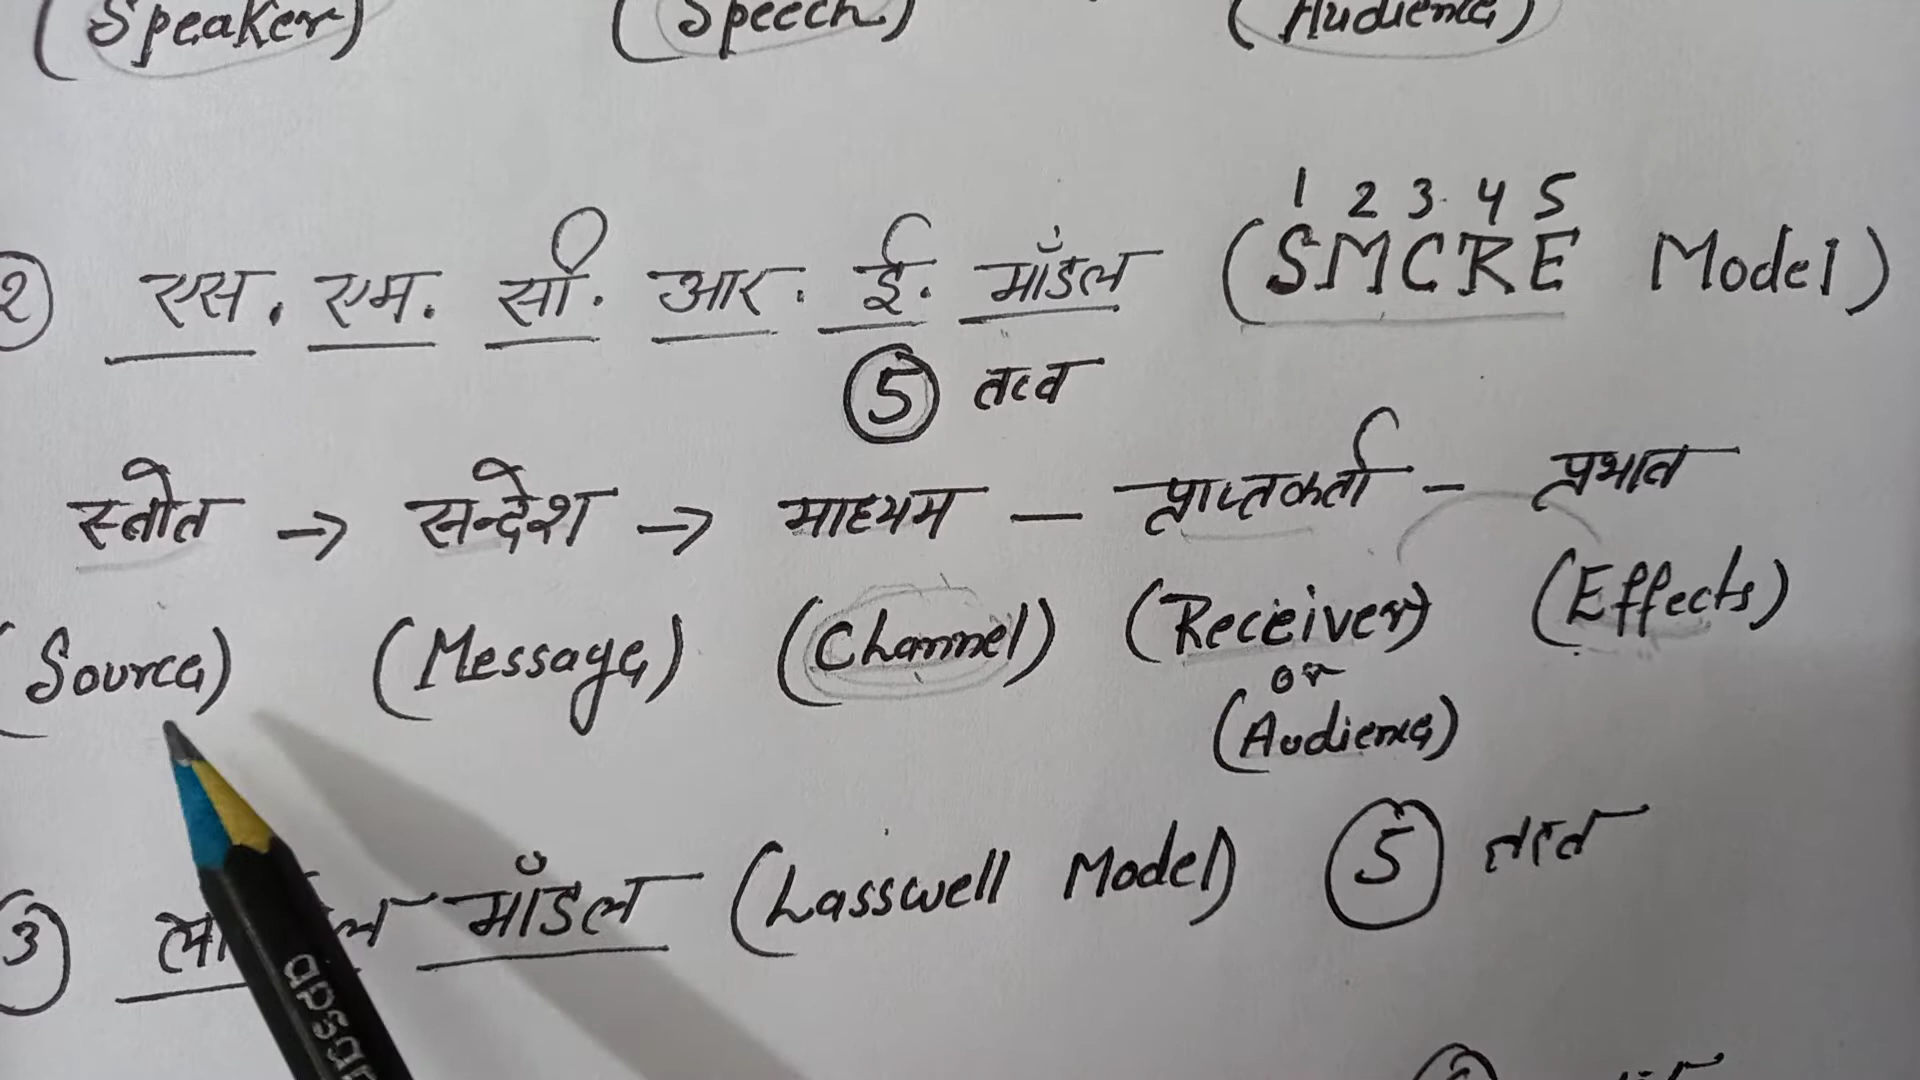 (Speaker) (Speech) (Audience)
2 एस. एम. सी. आर. ई. मॉडल (SMCRE Model)
1 2 3 4 5
5 तत्व
स्त्रोत → सन्देश → माध्यम — प्राप्तकर्ता – प्रभाव
(Source) (Message) (Channel) (Receiver) (Effects)
or
(Audience)
3 मॉडल (Lasswell Model) 5 तत्व
apsara